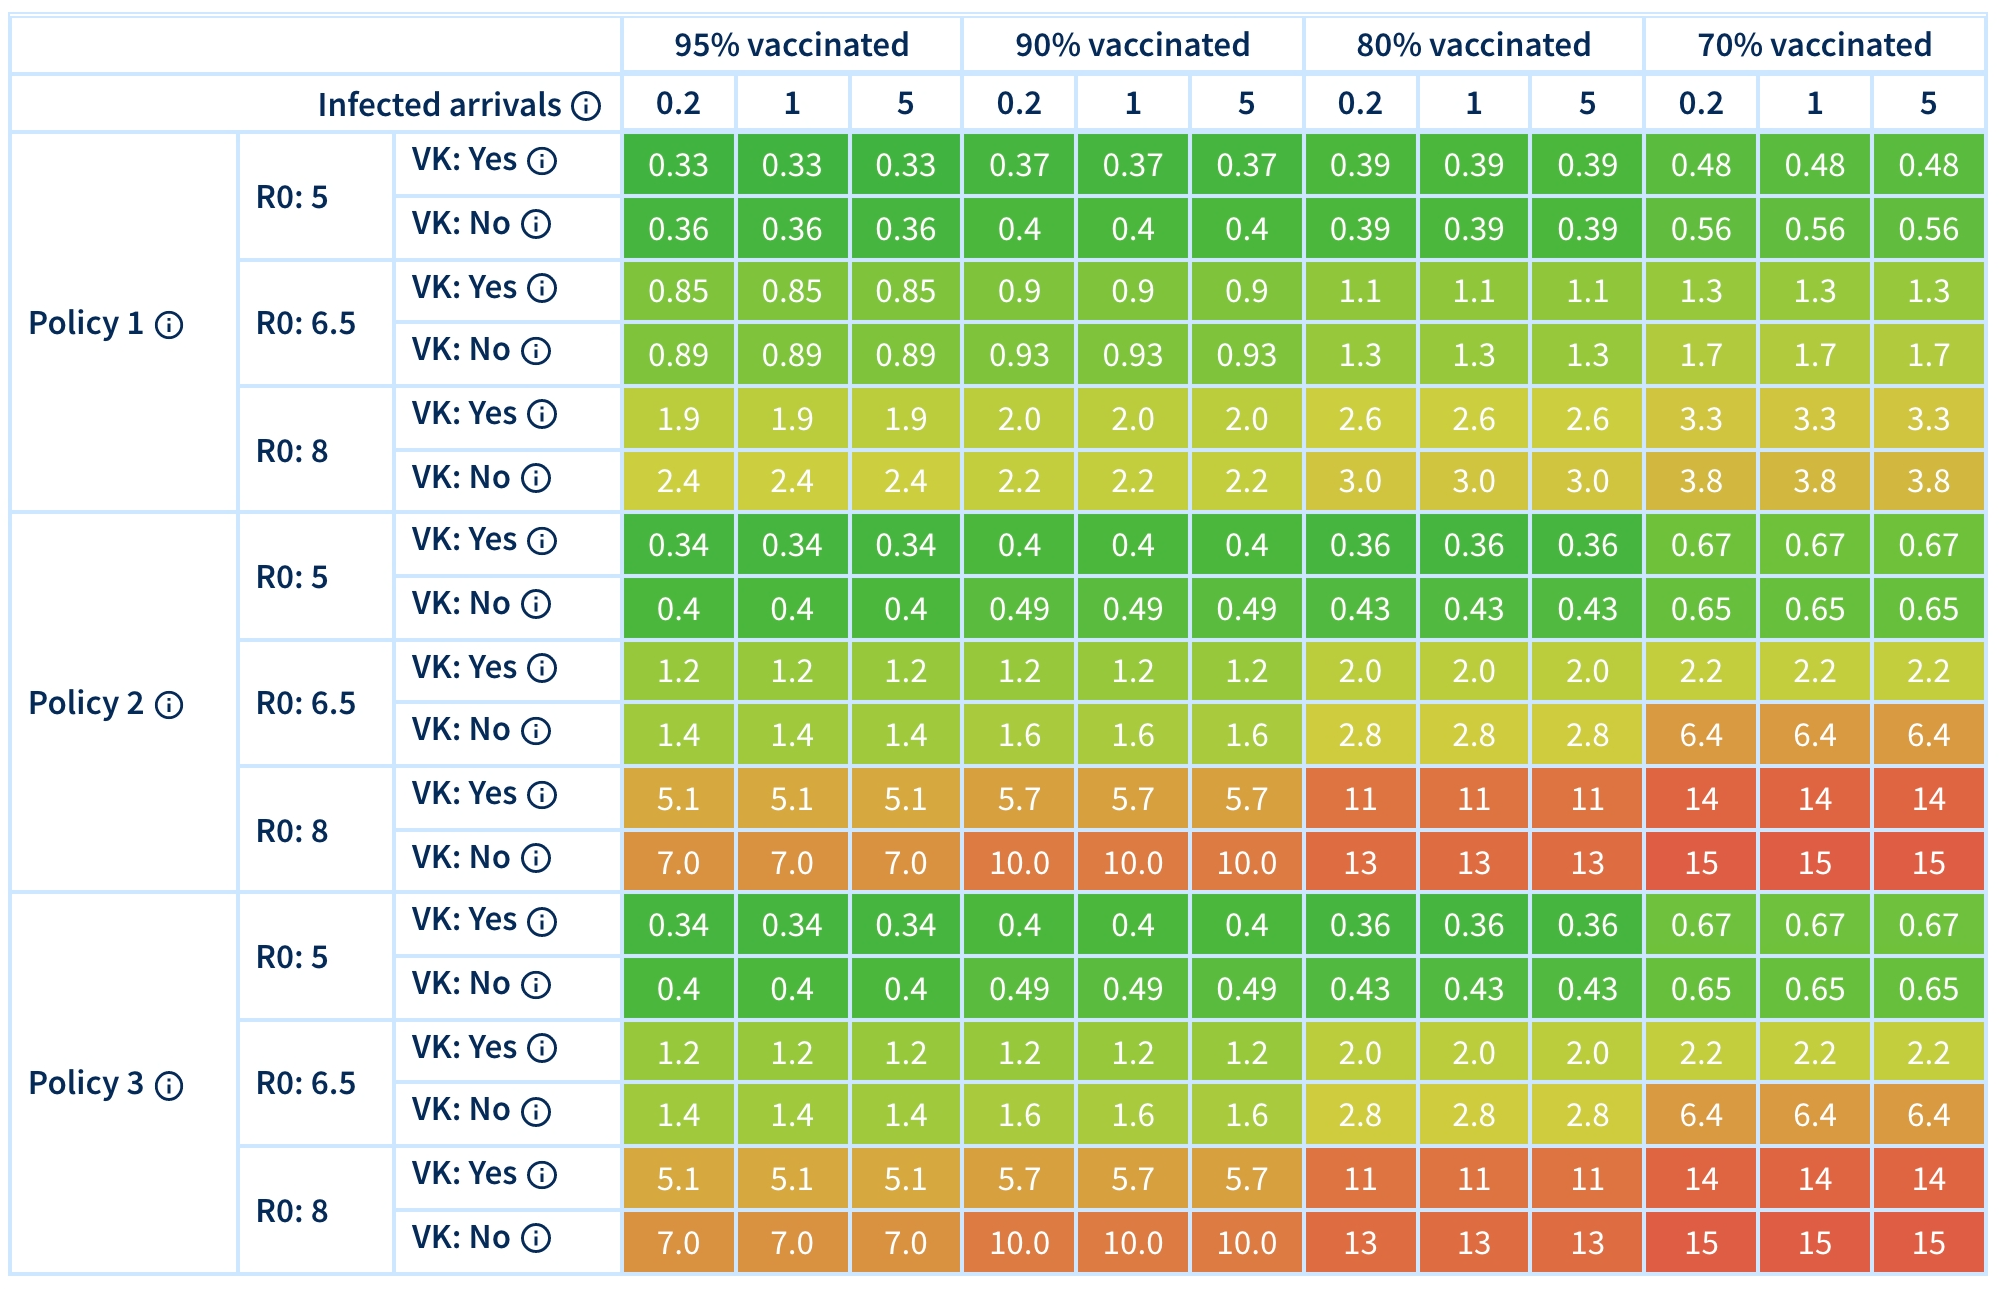 95% vaccinated 90% vaccinated 80% vaccinated 70% vaccinated
Infected arrivals 0.2 1 5 0.2 1 5 0.2 1 5 0.2 1 5
VK: Yes 0.33 0.33 0.33 0.37 0.37 0.37 0.39 0.39 0.39 0.48 0.48 0.48
R0: 5
VK: No 0.36 0.36 0.36 0.4 0.4 0.4 0.39 0.39 0.39 0.56 0.56 0.56
VK: Yes 0.85 0.85 0.85 0.9 0.9 0.9 1.1 1.1 1.1 1.3 1.3 1.3
Policy 1 R0: 6.5
VK: No 0.89 0.89 0.89 0.93 0.93 0.93 1.3 1.3 1.3 1.7 1.7 1.7
VK: Yes 1.9 1.9 1.9 2.0 2.0 2.0 2.6 2.6 2.6 3.3 3.3 3.3
R0: 8
VK: No 2.4 2.4 2.4 2.2 2.2 2.2 3.0 3.0 3.0 3.8 3.8 3.8
VK: Yes 0.34 0.34 0.34 0.4 0.4 0.4 0.36 0.36 0.36 0.67 0.67 0.67
R0: 5
VK: No 0.4 0.4 0.4 0.49 0.49 0.49 0.43 0.43 0.43 0.65 0.65 0.65
VK: Yes 1.2 1.2 1.2 1.2 1.2 1.2 2.0 2.0 2.0 2.2 2.2 2.2
Policy 2 R0: 6.5
VK: No 1.4 1.4 1.4 1.6 1.6 1.6 2.8 2.8 2.8 6.4 6.4 6.4
VK: Yes 5.1 5.1 5.1 5.7 5.7 5.7 11 11 11 14 14 14
R0: 8
VK: No 7.0 7.0 7.0 10.0 10.0 10.0 13 13 13 15 15 15
VK: Yes 0.34 0.34 0.34 0.4 0.4 0.4 0.36 0.36 0.36 0.67 0.67 0.67
R0: 5
VK: No 0.4 0.4 0.4 0.49 0.49 0.49 0.43 0.43 0.43 0.65 0.65 0.65
VK: Yes 1.2 1.2 1.2 1.2 1.2 1.2 2.0 2.0 2.0 2.2 2.2 2.2
Policy 3 R0: 6.5
VK: No 1.4 1.4 1.4 1.6 1.6 1.6 2.8 2.8 2.8 6.4 6.4 6.4
VK: Yes 5.1 5.1 5.1 5.7 5.7 5.7 11 11 11 14 14 14
R0: 8
VK: No 7.0 7.0 7.0 10.0 10.0 10.0 13 13 13 15 15 15